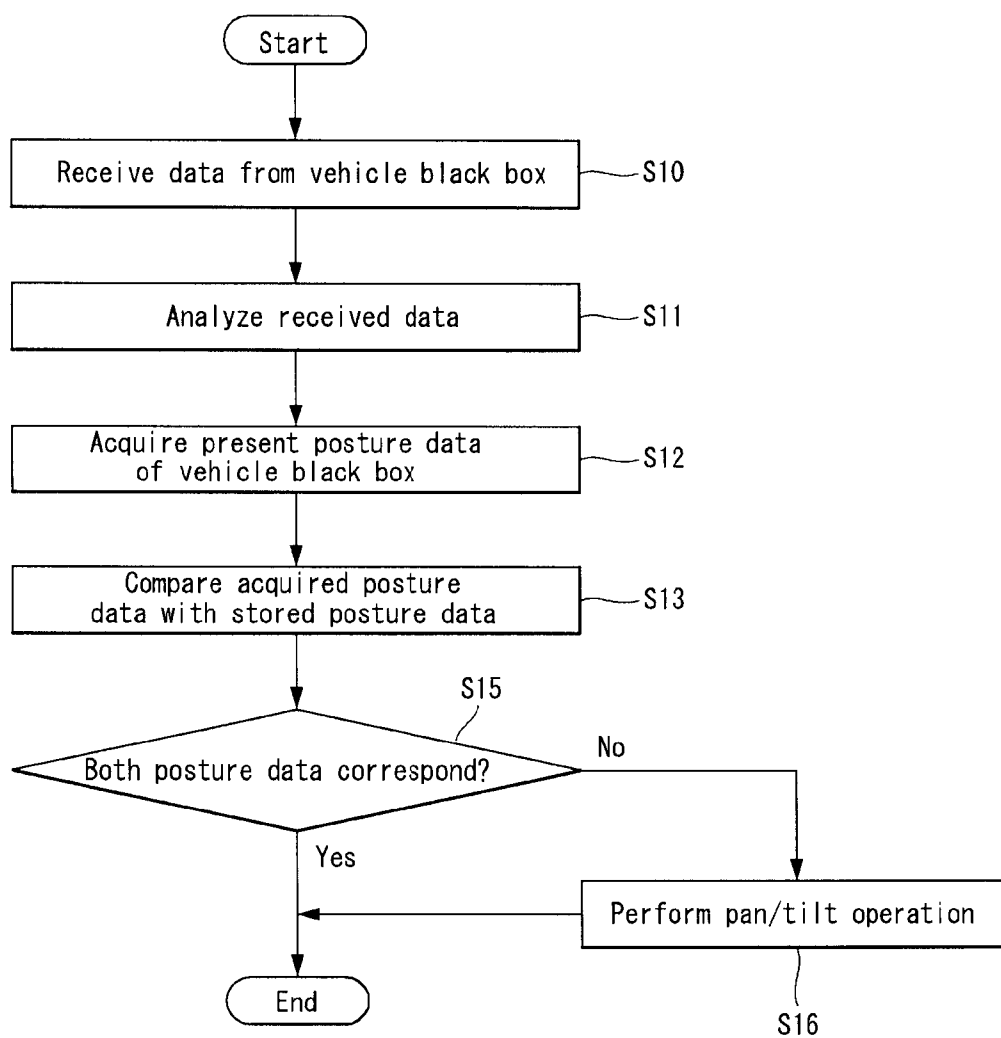 Start
Receive data from vehicle black box
S10
Analyze received data
S11
Acquire present posture data
of vehicle black box
S12
Compare acquired posture
data with stored posture data
S13
S15
Both posture data correspond?
No
Yes
Perform pan/tilt operation
S16
End